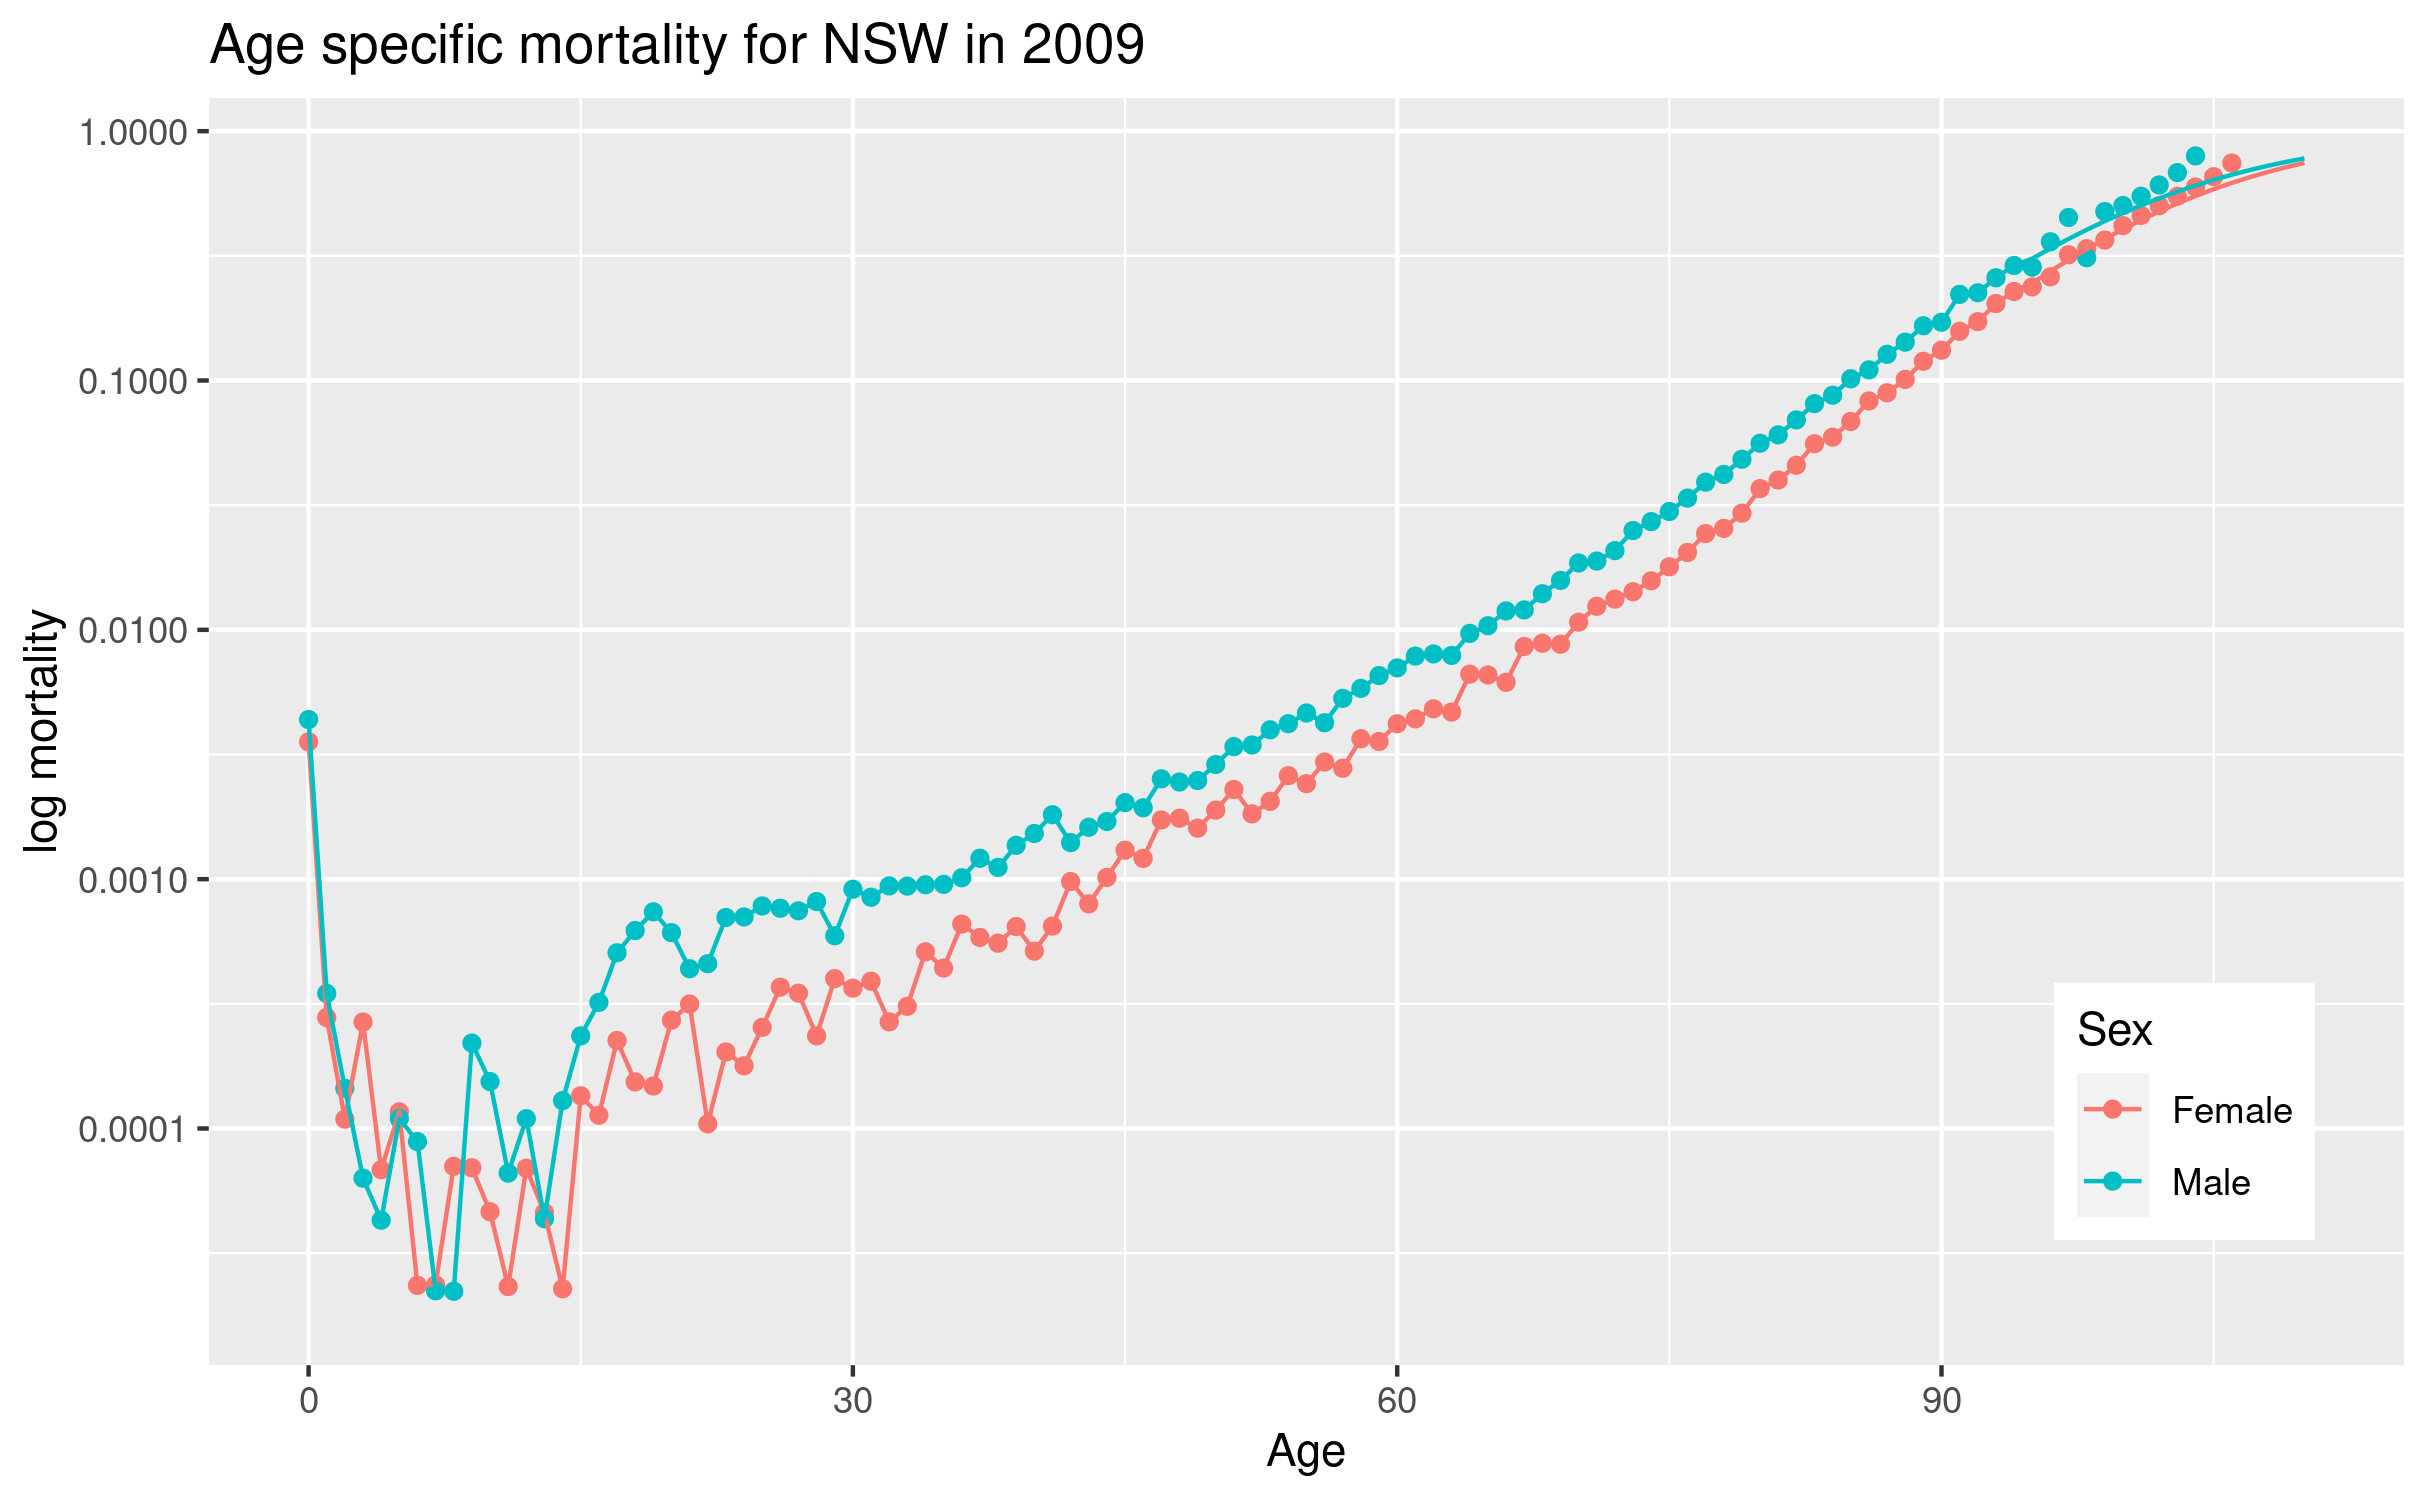 Age specific mortality for NSW in 2009
1.0000
0.1000
0.0100
0.0010
0.0001
log mortality
0 30 60 90
Age
Sex
Female
Male